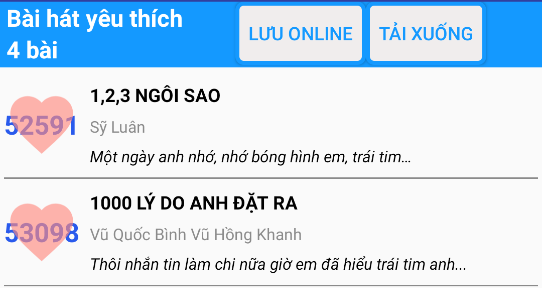 Bài hát yêu thích
4 bài
LƯU ONLINE
TẢI XUỐNG
1,2,3 NGÔI SAO
52591
Sỹ Luân
Một ngày anh nhớ, nhớ bóng hình em, trái tim...
1000 LÝ DO ANH ĐẶT RA
53098
Vũ Quốc Bình Vũ Hồng Khanh
Thôi nhắn tin làm chi nữa giờ em đã hiểu trái tim anh...